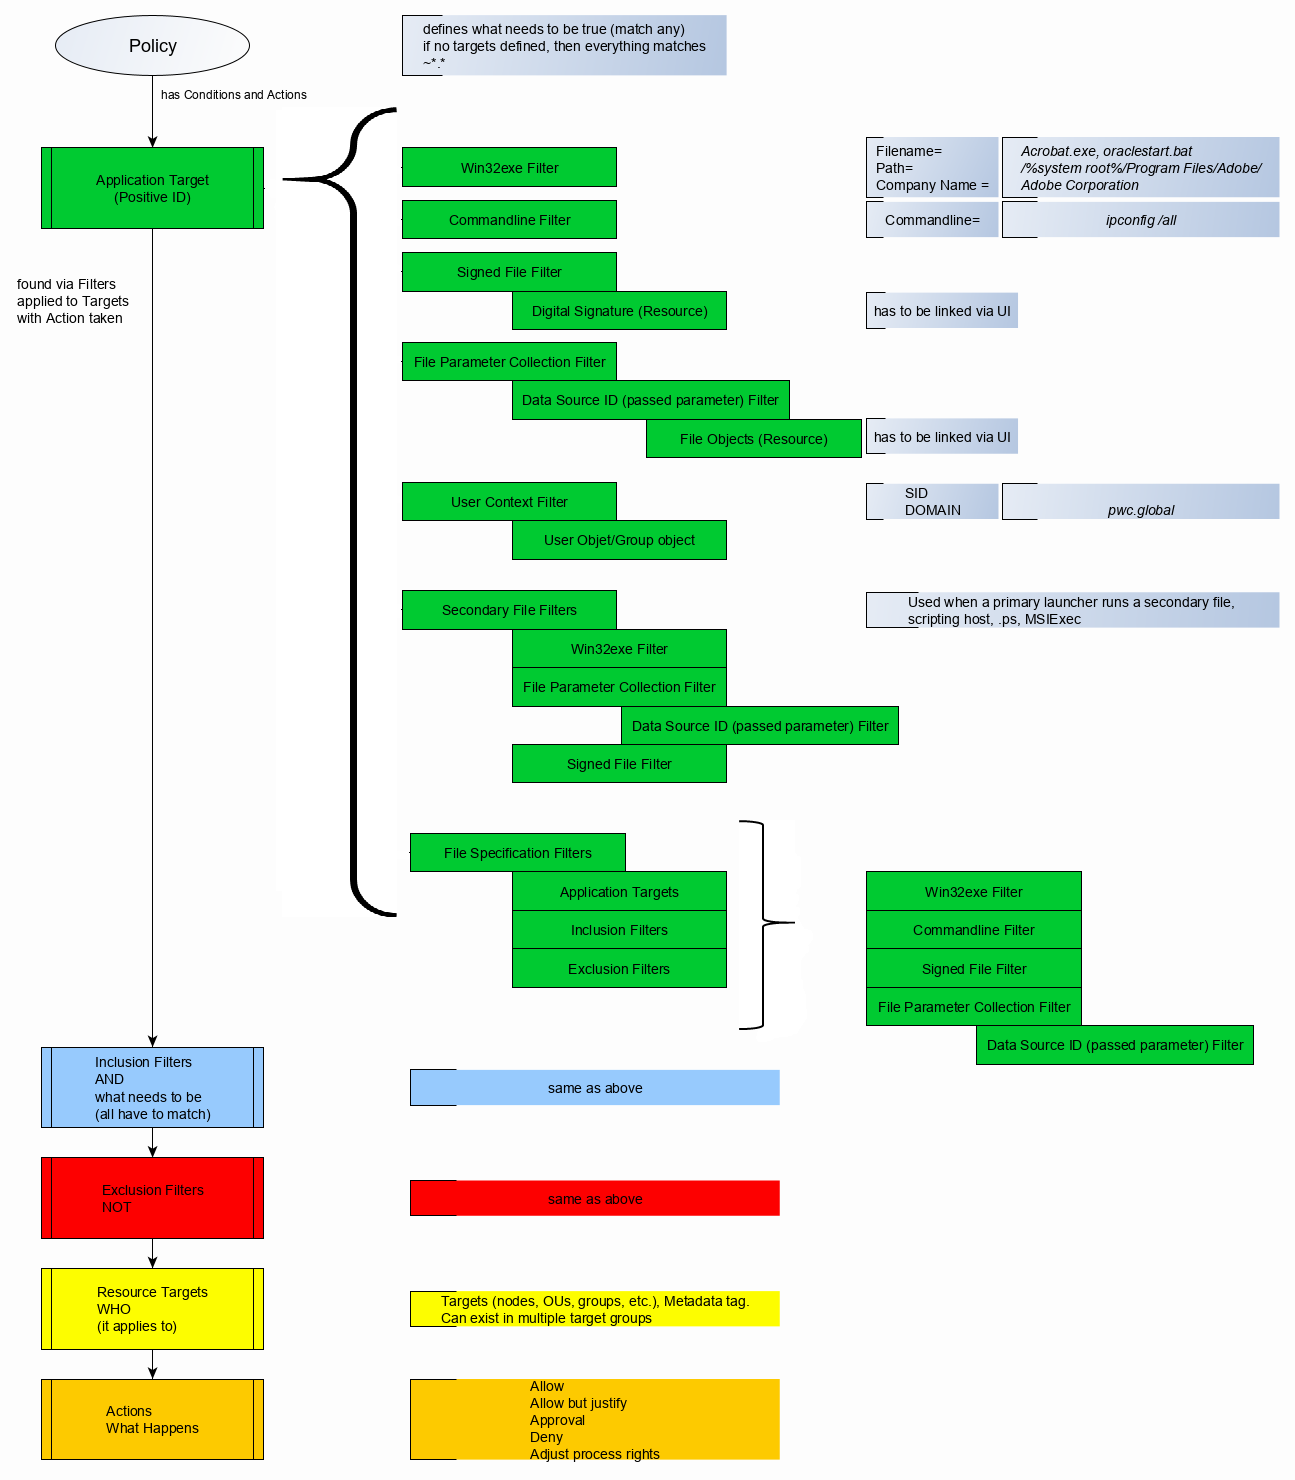 Policy
defines what needs to be true (match any)
if no targets defined, then everything matches
~*.*
has Conditions and Actions
Application Target
(Positive ID)
found via Filters
applied to Targets
with Action taken
Win32exe Filter
Filename=
Path=
Company Name =
Acrobat.exe, oraclestart.bat
/%system root%/Program Files/Adobe/
Adobe Corporation
Commandline Filter
Commandline=
ipconfig /all
Signed File Filter
Digital Signature (Resource)
has to be linked via UI
File Parameter Collection Filter
Data Source ID (passed parameter) Filter
File Objects (Resource)
has to be linked via UI
User Context Filter
SID
DOMAIN
pwc.global
User Objet/Group object
Secondary File Filters
Used when a primary launcher runs a secondary file,
scripting host, .ps, MSIExec
Win32exe Filter
File Parameter Collection Filter
Data Source ID (passed parameter) Filter
Signed File Filter
File Specification Filters
Application Targets
Inclusion Filters
Exclusion Filters
Win32exe Filter
Commandline Filter
Signed File Filter
File Parameter Collection Filter
Data Source ID (passed parameter) Filter
Inclusion Filters
AND
what needs to be
(all have to match)
same as above
Exclusion Filters
NOT
same as above
Resource Targets
WHO
(it applies to)
Targets (nodes, OUs, groups, etc.), Metadata tag.
Can exist in multiple target groups
Actions
What Happens
Allow
Allow but justify
Approval
Deny
Adjust process rights